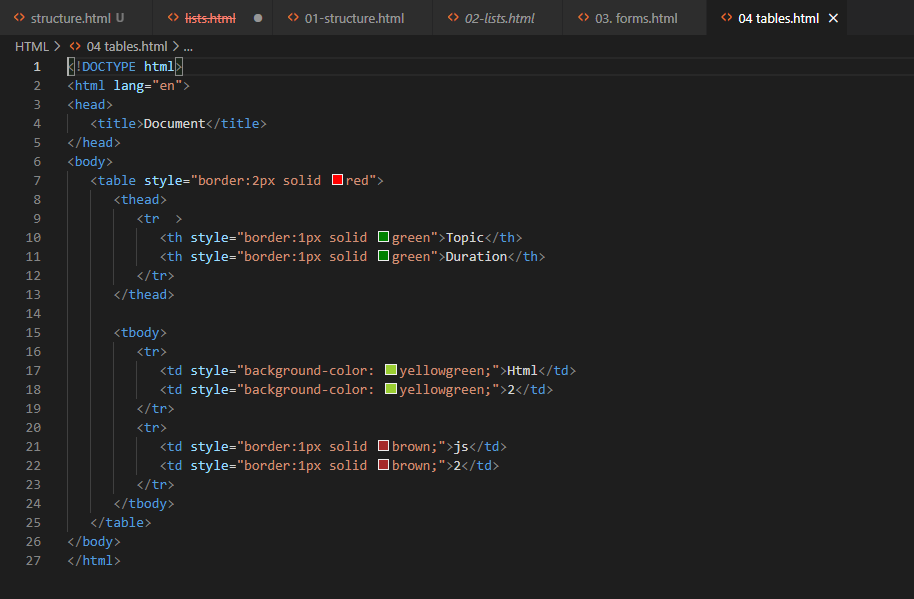 structure.html U lists.html 01-structure.html 02-lists.html 03. forms.html 04 tables.html
HTML > 04 tables.html > ...
1 <!DOCTYPE html>
2 <html lang="en">
3 <head>
4 <title>Document</title>
5 </head>
6 <body>
7 <table style="border:2px solid red">
8 <thead>
9 <tr  >
10 <th style="border:1px solid green">Topic</th>
11 <th style="border:1px solid green">Duration</th>
12 </tr>
13 </thead>
14
15 <tbody>
16 <tr>
17 <td style="background-color: yellowgreen;">Html</td>
18 <td style="background-color: yellowgreen;">2</td>
19 </tr>
20 <tr>
21 <td style="border:1px solid brown;">js</td>
22 <td style="border:1px solid brown;">2</td>
23 </tr>
24 </tbody>
25 </table>
26 </body>
27 </html>